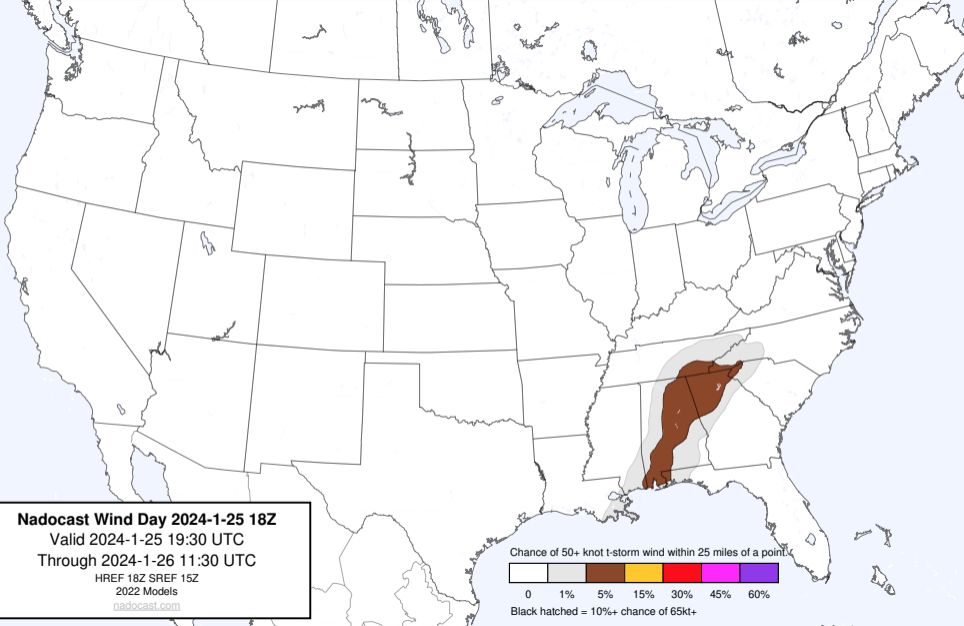 Nadocast Wind Day 2024-1-25 18Z
Valid 2024-1-25 19:30 UTC
Through 2024-1-26 11:30 UTC
HREF 18Z SREF 15Z
2022 Models
nadocast.com
Chance of 50+ knot t-storm wind within 25 miles of a point.
0 1% 5% 15% 30% 45% 60%
Black hatched = 10%+ chance of 65kt+